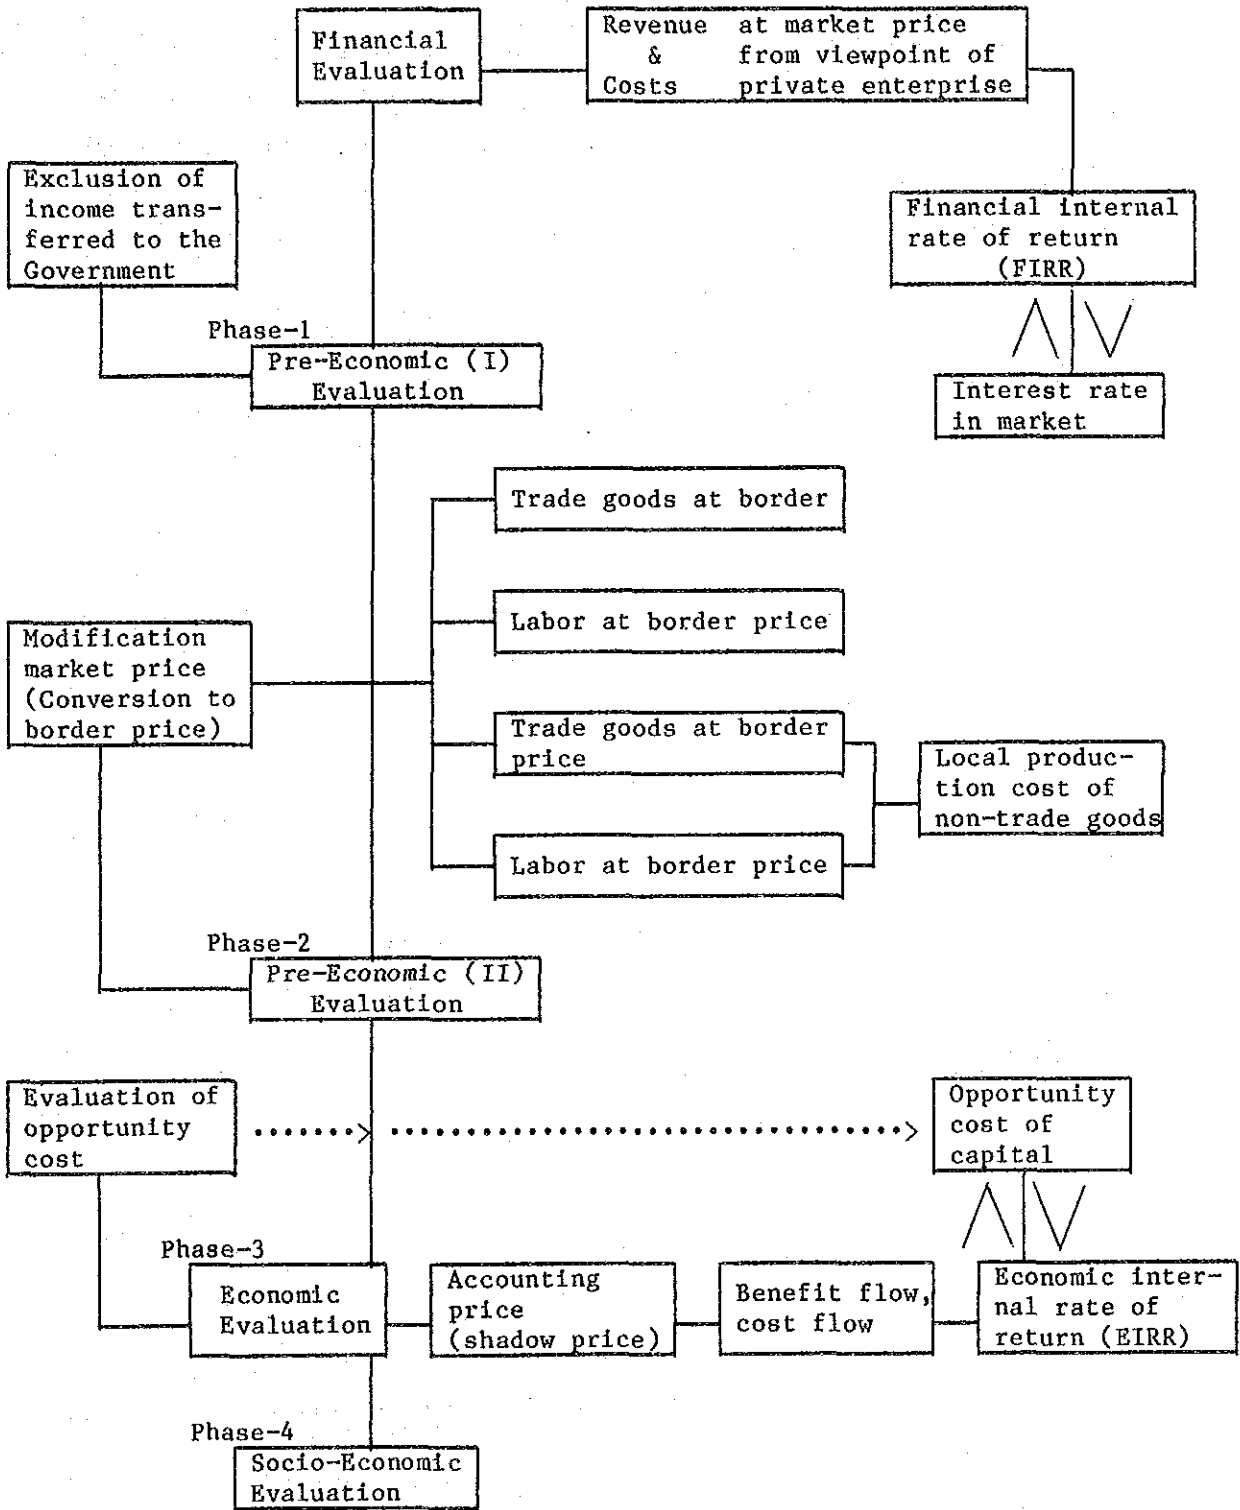 Financial
Evaluation
Revenue at market price
& from viewpoint of
Costs private enterprise
Exclusion of
income trans-
ferred to the
Government
Financial internal
rate of return
(FIRR)
Phase-1
Pre-Economic (I)
Evaluation
Interest rate
in market
Trade goods at border
Labor at border price
Modification
market price
(Conversion to
border price)
Trade goods at border
price
Local produc-
tion cost of
non-trade goods
Labor at border price
Phase-2
Pre-Economic (II)
Evaluation
Evaluation of
opportunity
cost
Opportunity
cost of
capital
Phase-3
Economic
Evaluation
Accounting
price
(shadow price)
Benefit flow,
cost flow
Economic inter-
nal rate of
return (EIRR)
Phase-4
Socio-Economic
Evaluation